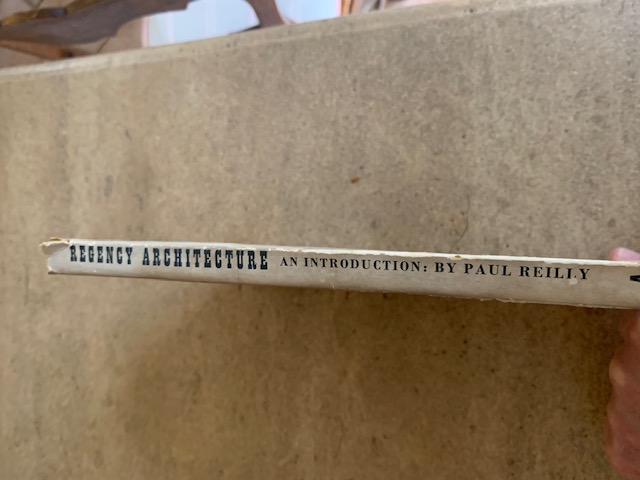 REGENCY ARCHITECTURE AN INTRODUCTION: BY PAUL REILLY